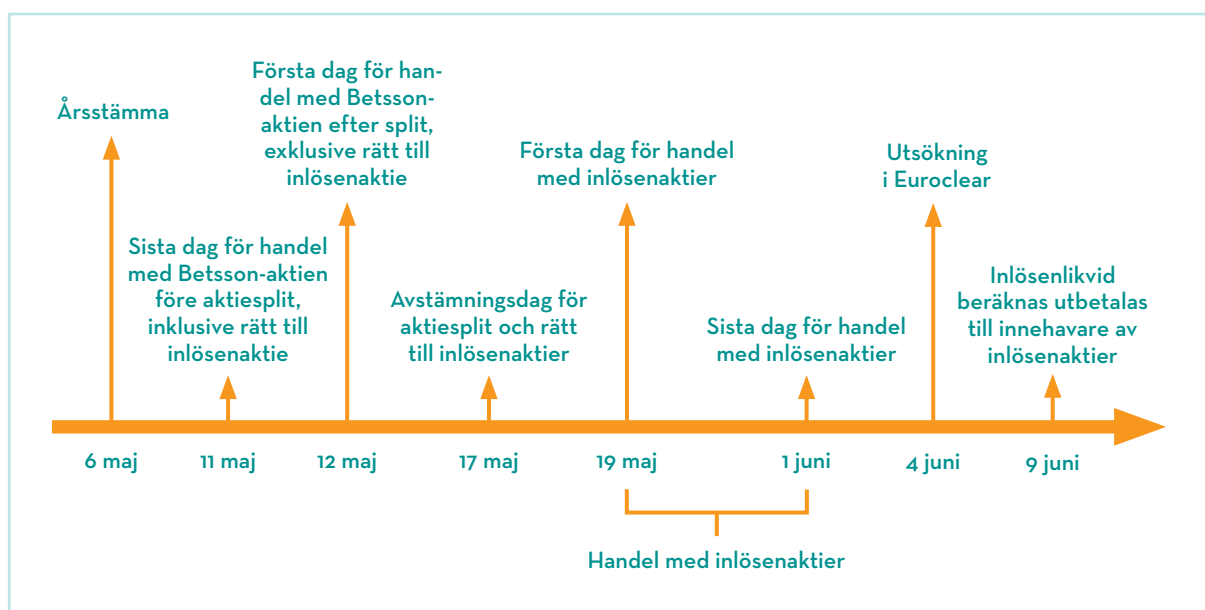 Årsstämma
Sista dag för handel
med Betsson-aktien
före aktiesplit,
inklusive rätt till
inlösenaktie
Första dag för han-
del med Betsson-
aktien efter split,
exklusive rätt till
inlösenaktie
Avstämningsdag för
aktiesplit och rätt
till inlösenaktier
Första dag för handel
med inlösenaktier
Sista dag för handel
med inlösenaktier
Utsökning
i Euroclear
Inlösenlikvid
beräknas utbetalas
till innehavare av
inlösenaktier
6 maj
11 maj
12 maj
17 maj
19 maj
1 juni
4 juni
9 juni
Handel med inlösenaktier